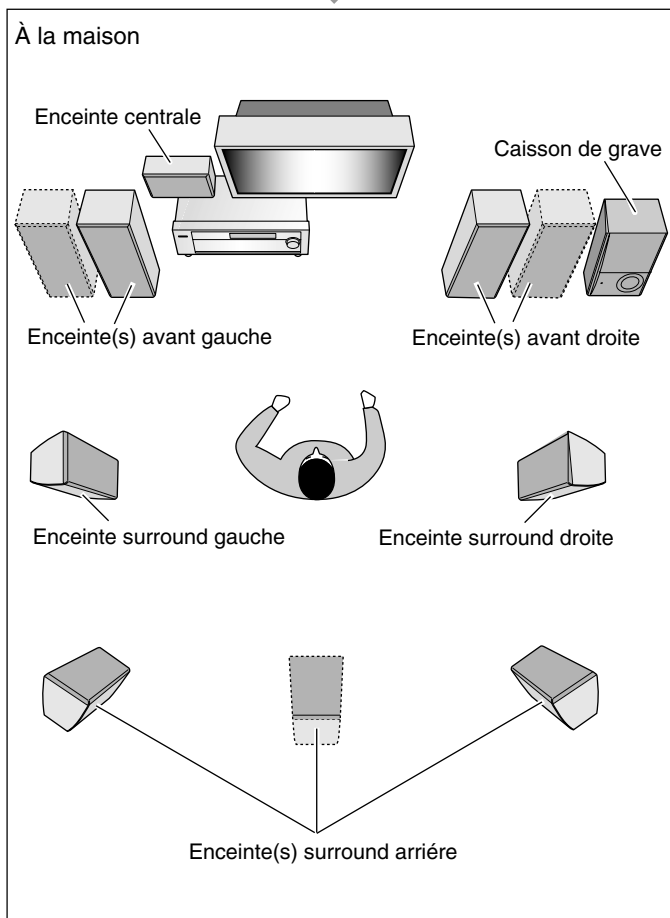 À la maison
Enceinte centrale
Caisson de grave
Enceinte(s) avant gauche
Enceinte(s) avant droite
Enceinte surround gauche
Enceinte surround droite
Enceinte(s) surround arriére